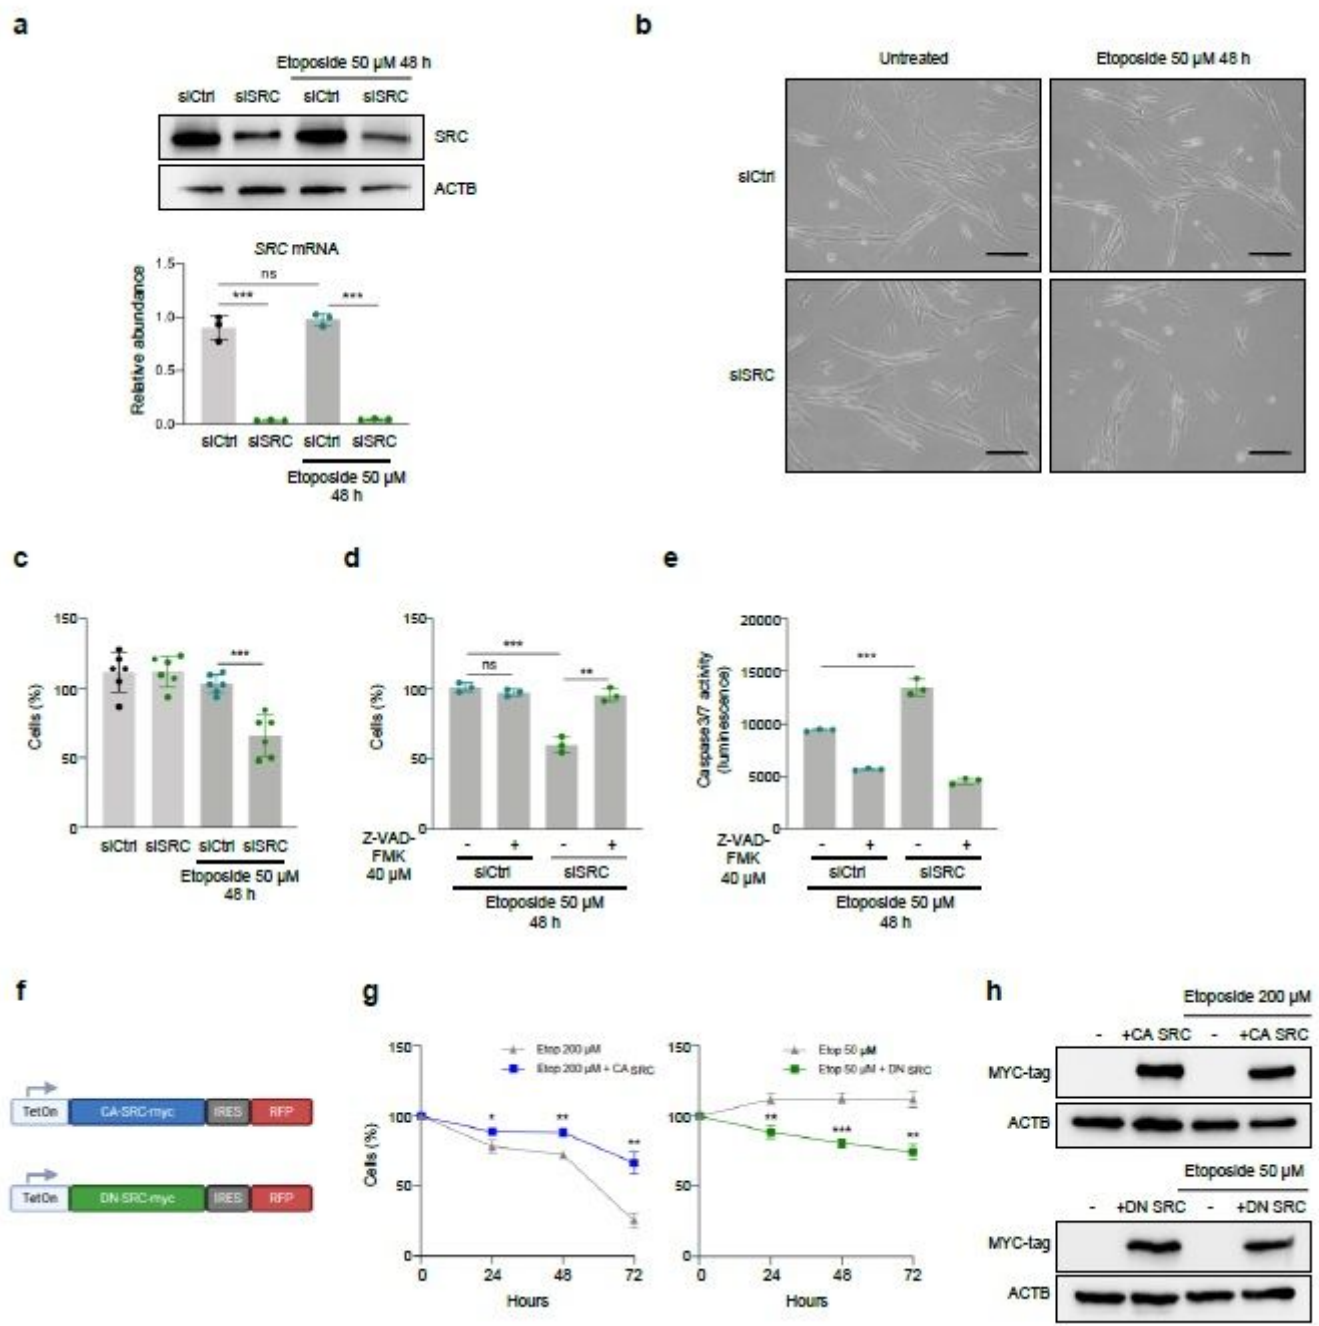 a
Etoposide 50 µM 48 h
siCtrl siSRC siCtrl siSRC
SRC
ACTB
SRC mRNA
Relative abundance
1.5
1.0
0.5
0.0
ns
*** ***
siCtrl siSRC siCtrl siSRC
Etoposide 50 µM
48 h
b
Untreated Etoposide 50 µM 48 h
siCtrl
siSRC
c
Cells (%)
150
100
50
0
***
siCtrl siSRC siCtrl siSRC
Etoposide 50 µM
48 h
d
Cells (%)
150
100
50
0
***
ns **
Z-VAD-
FMK
40 µM
- + - +
siCtrl siSRC
Etoposide 50 µM
48 h
e
Caspase3/7 activity
(luminescence)
20000
15000
10000
5000
0
***
Z-VAD-
FMK
40 µM
- + - +
siCtrl siSRC
Etoposide 50 µM
48 h
f
TetOn CA-SRC-myc IRES RFP
TetOn DN-SRC-myc IRES RFP
g
Cells (%)
150
100
50
0
Etop 200 µM
Etop 200 µM + CA SRC
* ** **
0 24 48 72
Hours
150
100
50
0
Etop 50 µM
Etop 50 µM + DN SRC
** *** **
0 24 48 72
Hours
h
Etoposide 200 µM
- +CA SRC - +CA SRC
MYC-tag
ACTB
Etoposide 50 µM
- +DN SRC - +DN SRC
MYC-tag
ACTB